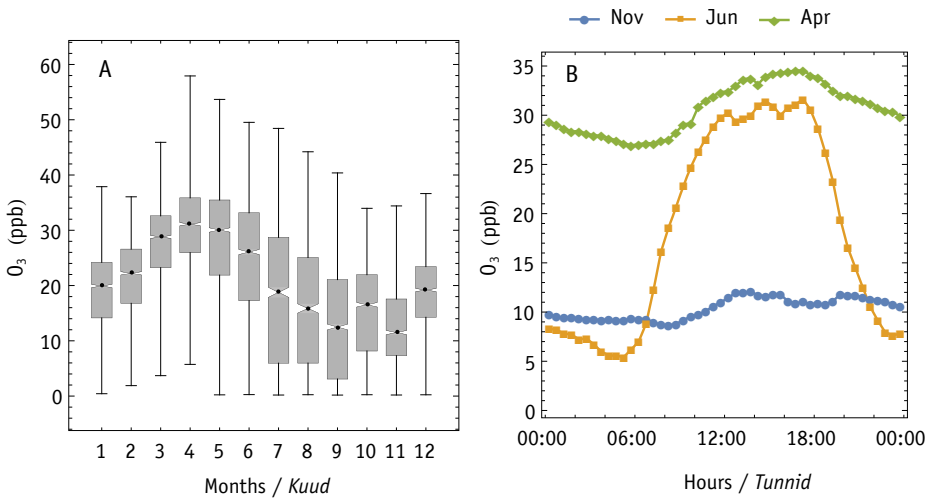 Nov Jun Apr
A
60
50
40
30
20
10
0
O₃ (ppb)
1 2 3 4 5 6 7 8 9 10 11 12
Months / Kuud
B
35
30
25
20
15
10
5
0
O₃ (ppb)
00:00 06:00 12:00 18:00 00:00
Hours / Tunnid